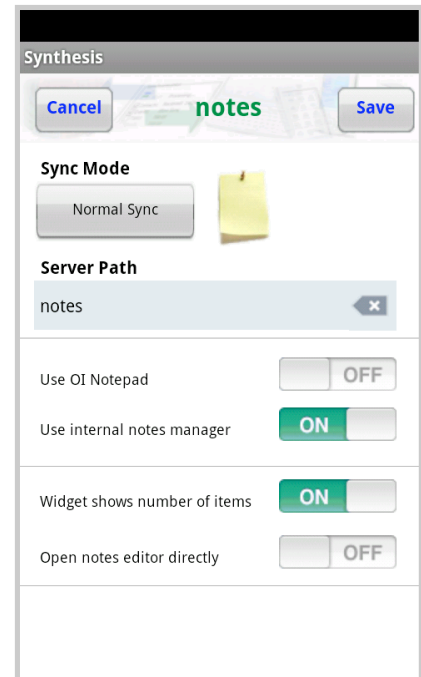 Synthesis
Cancel notes Save
Sync Mode
Normal Sync
Server Path
notes
Use OI Notepad OFF
Use internal notes manager ON
Widget shows number of items ON
Open notes editor directly OFF